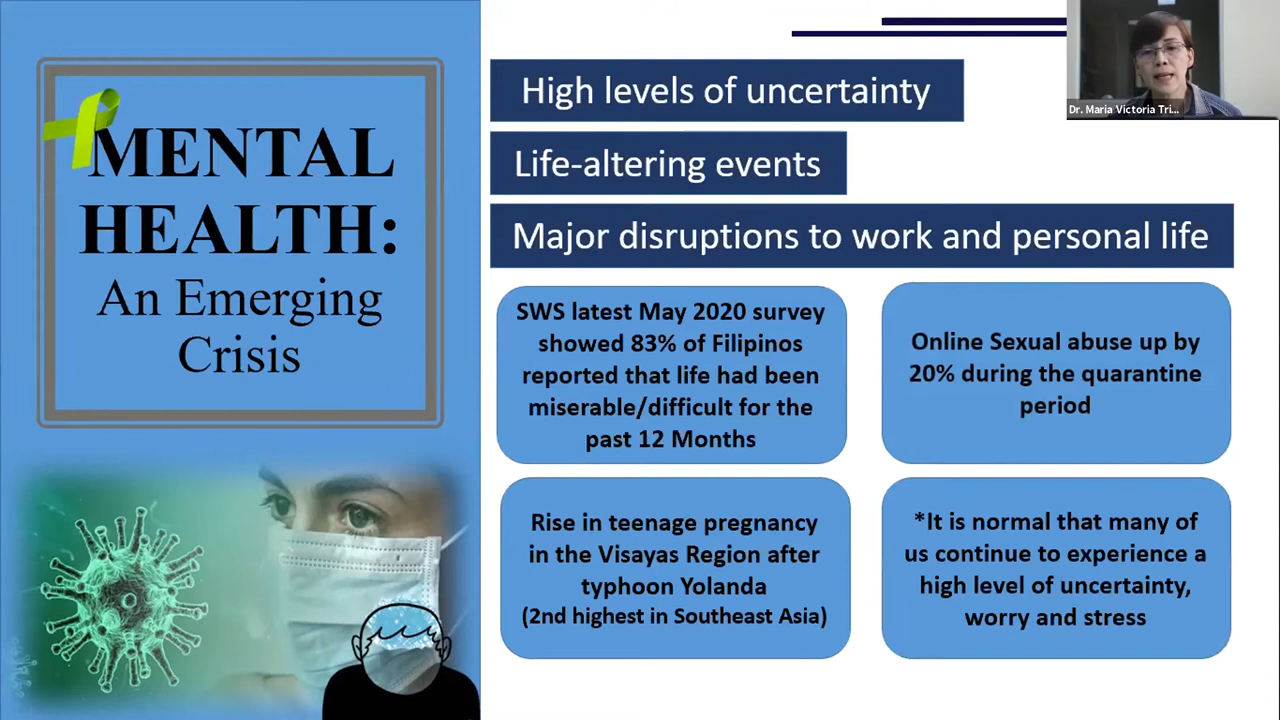 MENTAL
HEALTH:
An Emerging
Crisis
High levels of uncertainty
Life-altering events
Major disruptions to work and personal life
SWS latest May 2020 survey
showed 83% of Filipinos
reported that life had been
miserable/difficult for the
past 12 Months
Online Sexual abuse up by
20% during the quarantine
period
Rise in teenage pregnancy
in the Visayas Region after
typhoon Yolanda
(2nd highest in Southeast Asia)
*It is normal that many of
us continue to experience a
high level of uncertainty,
worry and stress
Dr. Maria Victoria Tri...